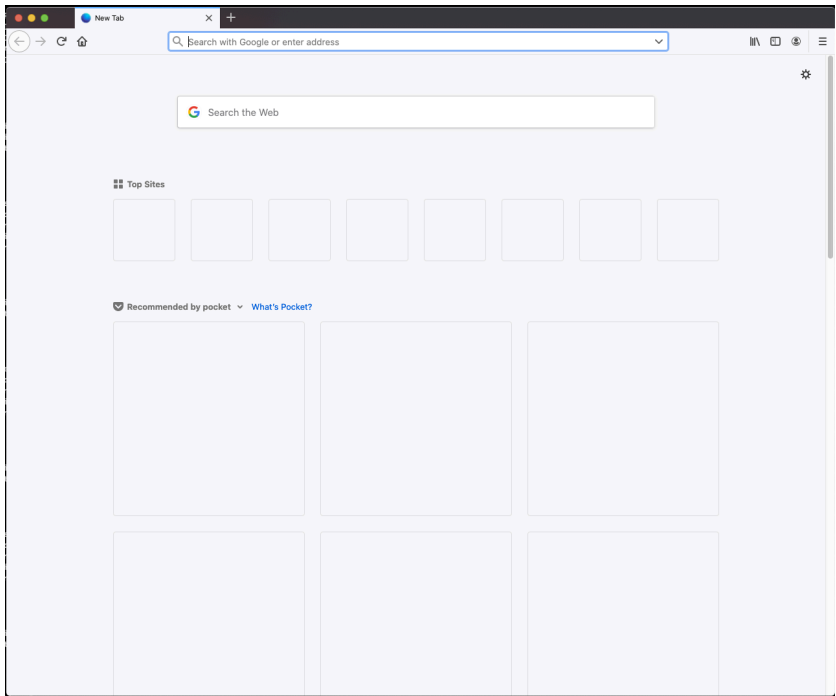 New Tab
Search with Google or enter address
Search the Web
Top Sites
Recommended by pocket What's Pocket?